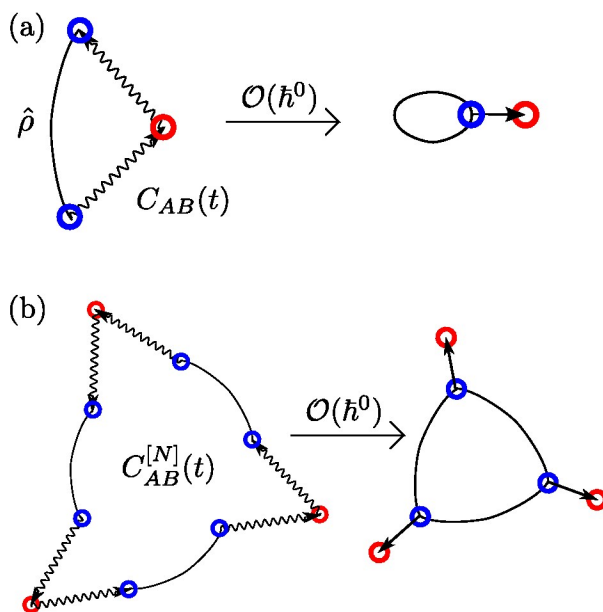 (a)
𝒪(ℏ⁰)
ρ̂
C_{AB}(t)
(b)
𝒪(ℏ⁰)
C_{AB}^{[N]}(t)